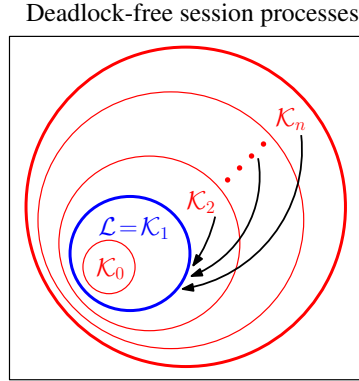 Deadlock-free session processes
𝒦ₙ
𝒦₂
ℒ=𝒦₁
𝒦₀